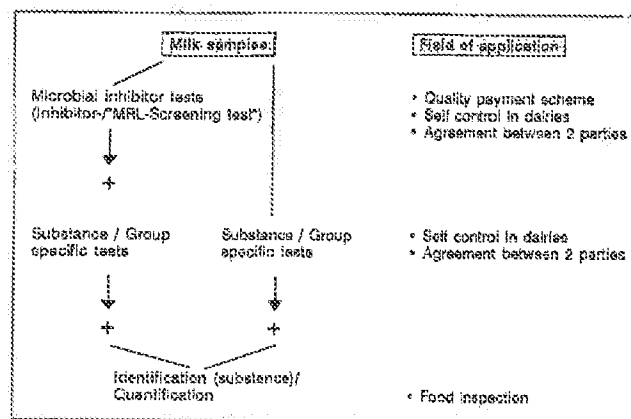 Milk samples:
Field of application
Microbial inhibitor tests
(Inhibitor-/"MRL-Screening test")
• Quality payment scheme
• Self control in dairies
• Agreement between 2 parties
+
Substance / Group
specific tests
Substance / Group
specific tests
• Self control in dairies
• Agreement between 2 parties
+
+
Identification (substance)/
Quantification
• Food inspection